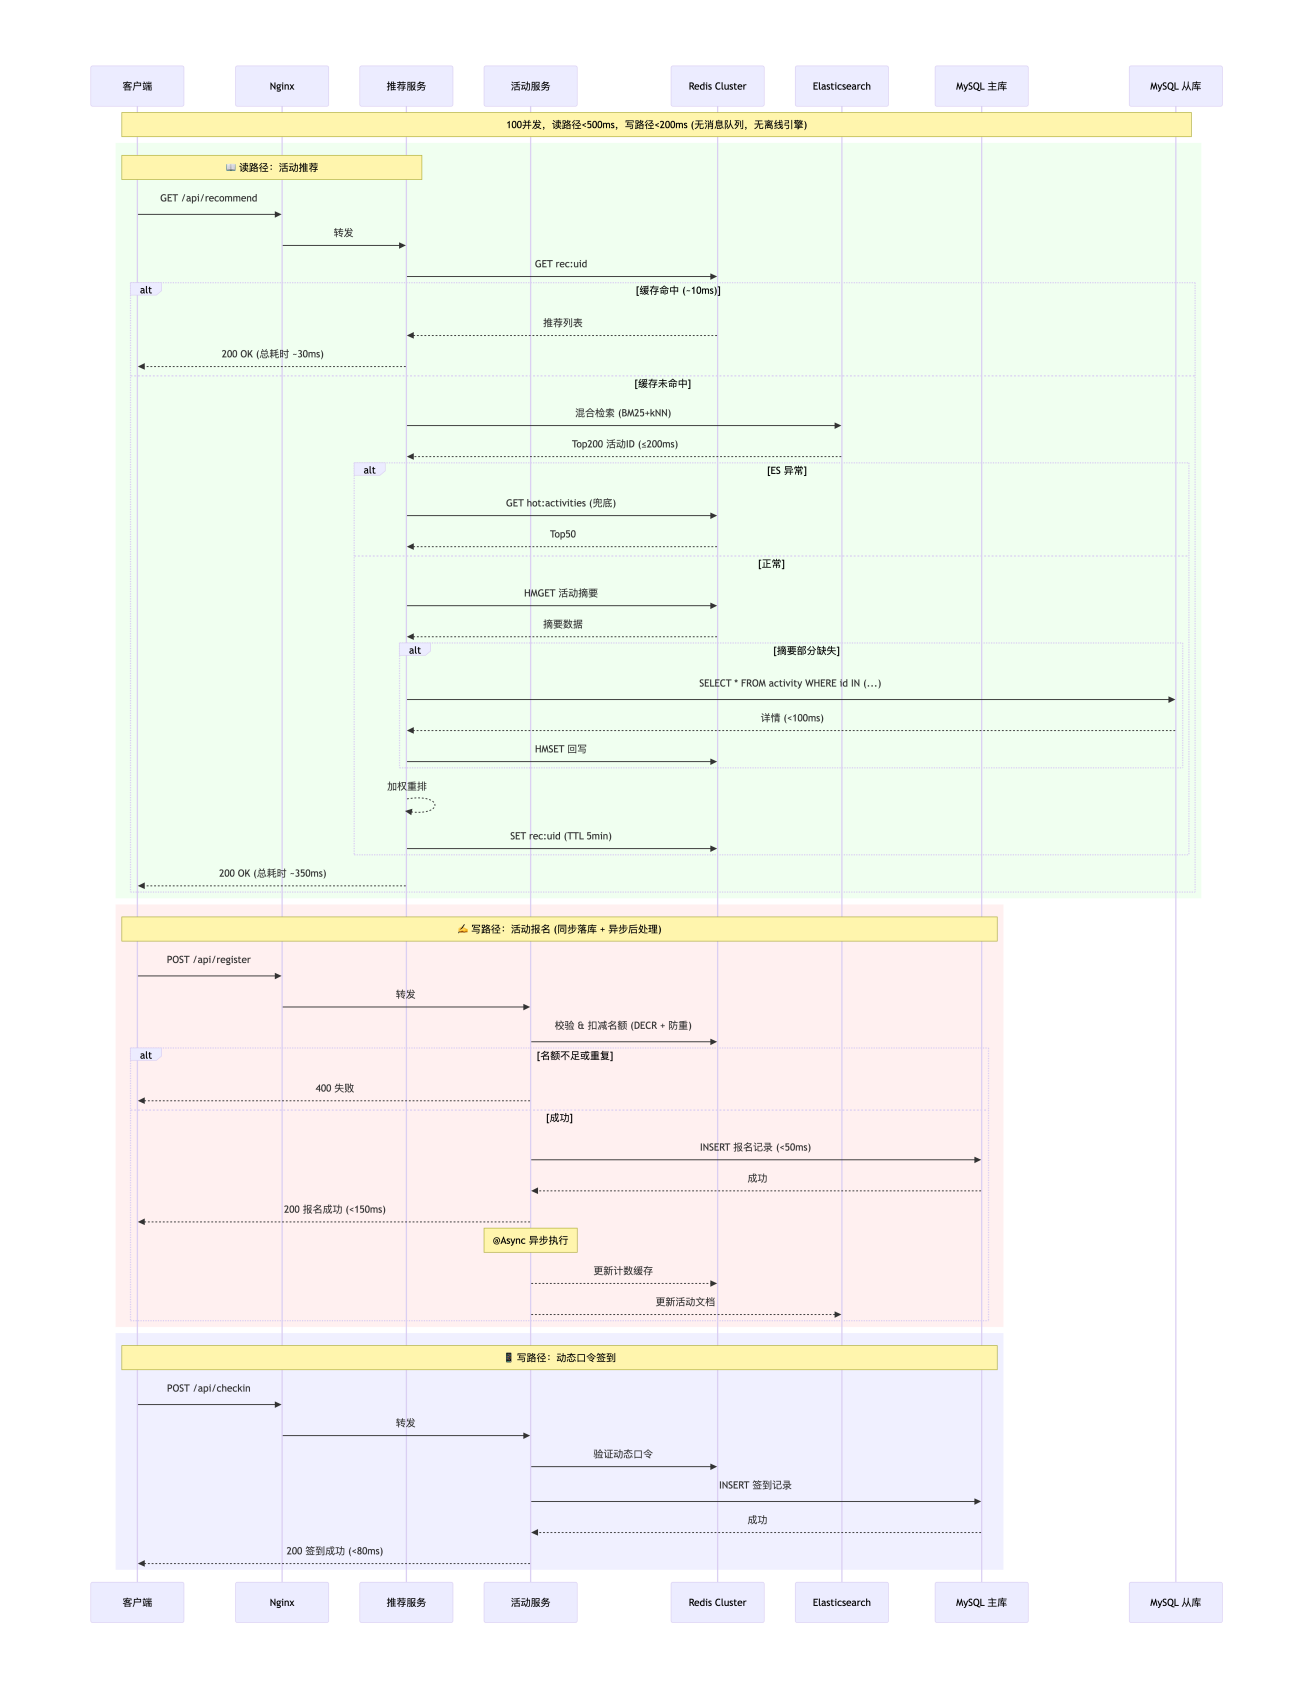 客户端
Nginx
推荐服务
活动服务
Redis Cluster
Elasticsearch
MySQL 主库
MySQL 从库
100并发，读路径<500ms，写路径<200ms (无消息队列，无离线引擎)
📖 读路径：活动推荐
GET /api/recommend
转发
GET rec:uid
alt
[缓存命中 (~10ms)]
推荐列表
200 OK (总耗时 ~30ms)
[缓存未命中]
混合检索 (BM25+kNN)
Top200 活动ID (≤200ms)
alt
[ES 异常]
GET hot:activities (兜底)
Top50
[正常]
HMGET 活动摘要
摘要数据
alt
[摘要部分缺失]
SELECT * FROM activity WHERE id IN (...)
详情 (<100ms)
HMSET 回写
加权重排
SET rec:uid (TTL 5min)
200 OK (总耗时 ~350ms)
✍️ 写路径：活动报名 (同步落库 + 异步后处理)
POST /api/register
转发
校验 & 扣减名额 (DECR + 防重)
alt
[名额不足或重复]
400 失败
[成功]
INSERT 报名记录 (<50ms)
成功
200 报名成功 (<150ms)
@Async 异步执行
更新计数缓存
更新活动文档
📱 写路径：动态口令签到
POST /api/checkin
转发
验证动态口令
INSERT 签到记录
成功
200 签到成功 (<80ms)
客户端
Nginx
推荐服务
活动服务
Redis Cluster
Elasticsearch
MySQL 主库
MySQL 从库